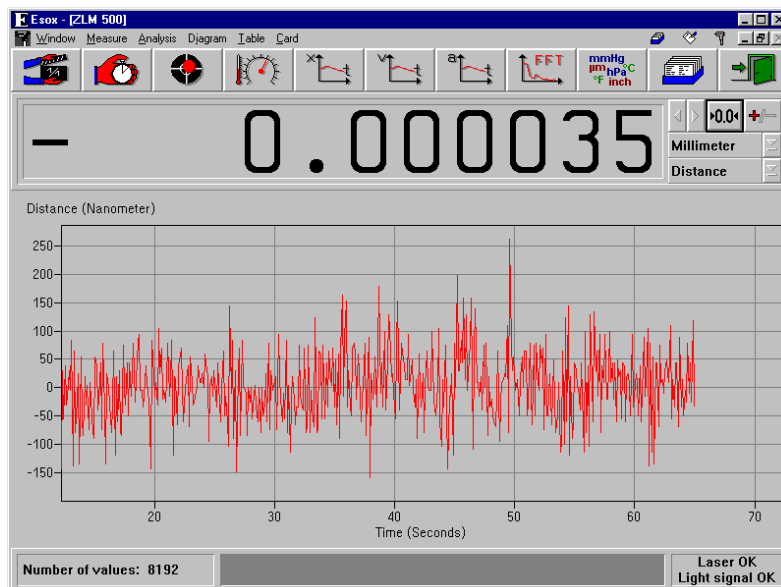 Esox - [ZLM 500]
Window Measure Analysis Diagram Table Card
1/4
x t
v t
a t
FFT
mmHg
µm hPa °C
°F inch
- 0.000035
0.0
+/-
Millimeter
Distance
Distance (Nanometer)
250
200
150
100
50
0
-50
-100
-150
20 30 40 50 60 70
Time (Seconds)
Number of values: 8192
Laser OK
Light signal OK